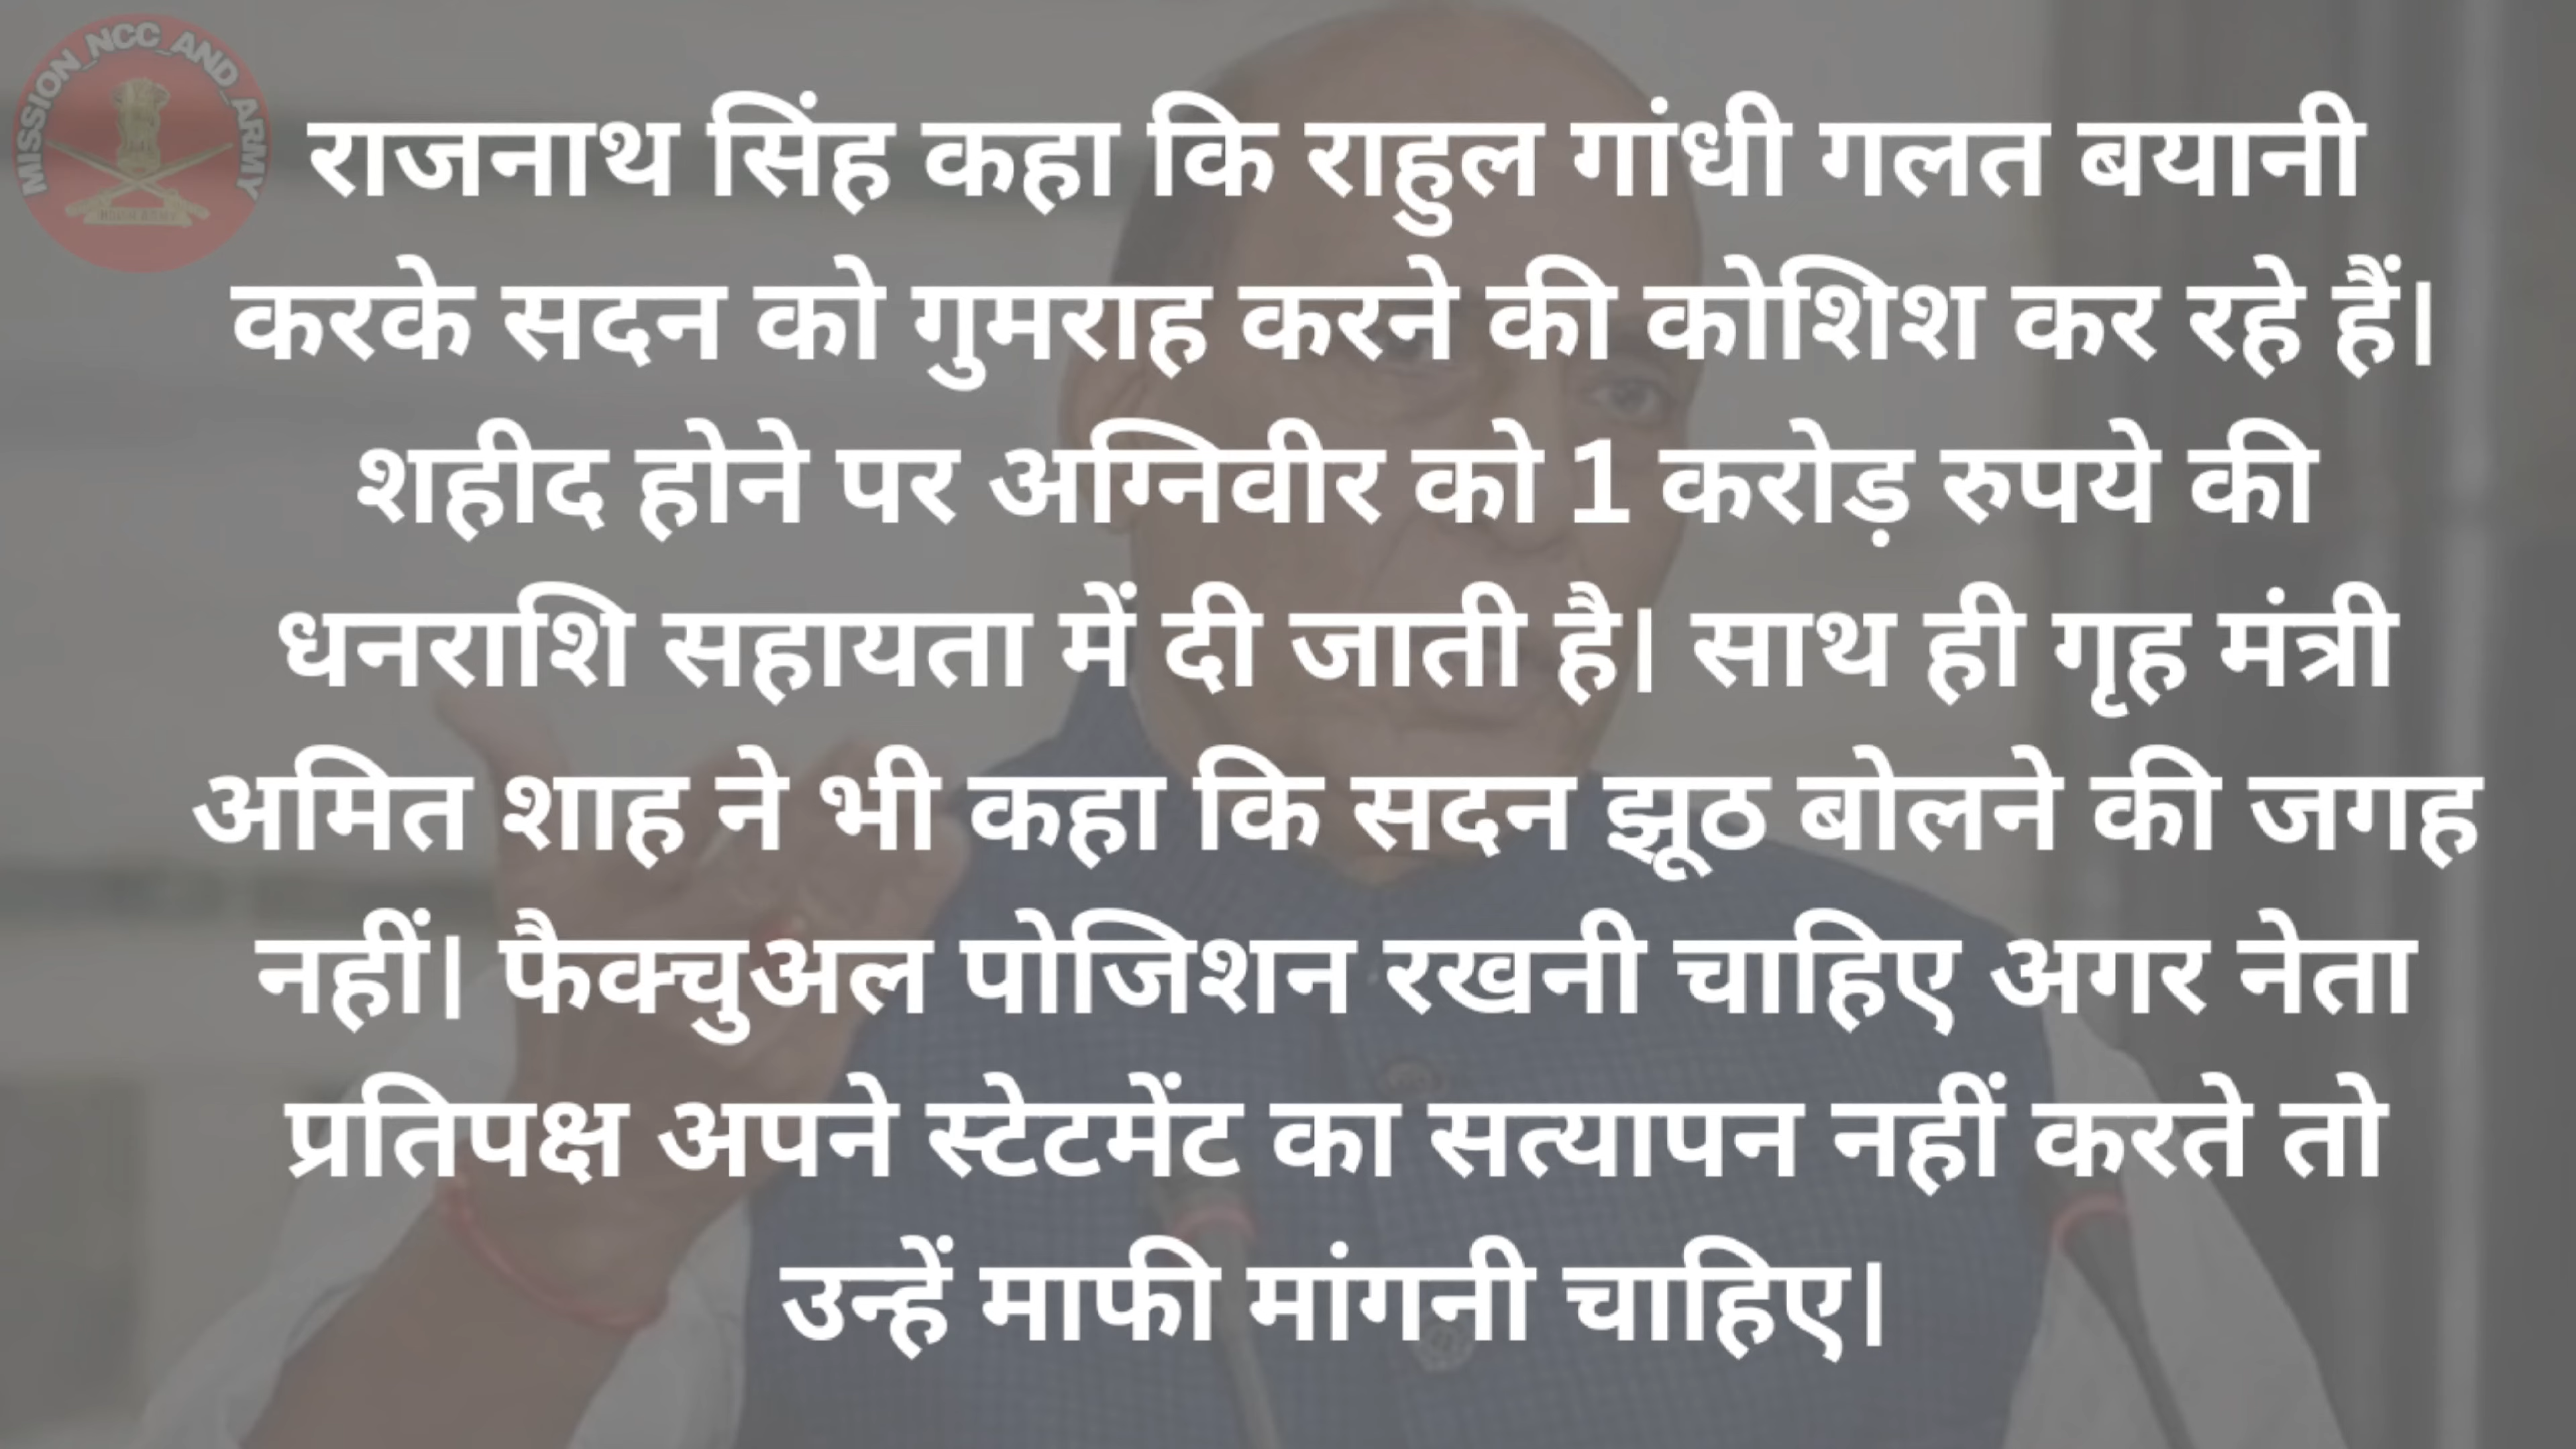 MISSION_NCC_AND_ARMY
राजनाथ सिंह कहा कि राहुल गांधी गलत बयानी
करके सदन को गुमराह करने की कोशिश कर रहे हैं।
शहीद होने पर अग्निवीर को 1 करोड़ रुपये की
धनराशि सहायता में दी जाती है। साथ ही गृह मंत्री
अमित शाह ने भी कहा कि सदन झूठ बोलने की जगह
नहीं। फैक्चुअल पोजिशन रखनी चाहिए अगर नेता
प्रतिपक्ष अपने स्टेटमेंट का सत्यापन नहीं करते तो
उन्हें माफी मांगनी चाहिए।